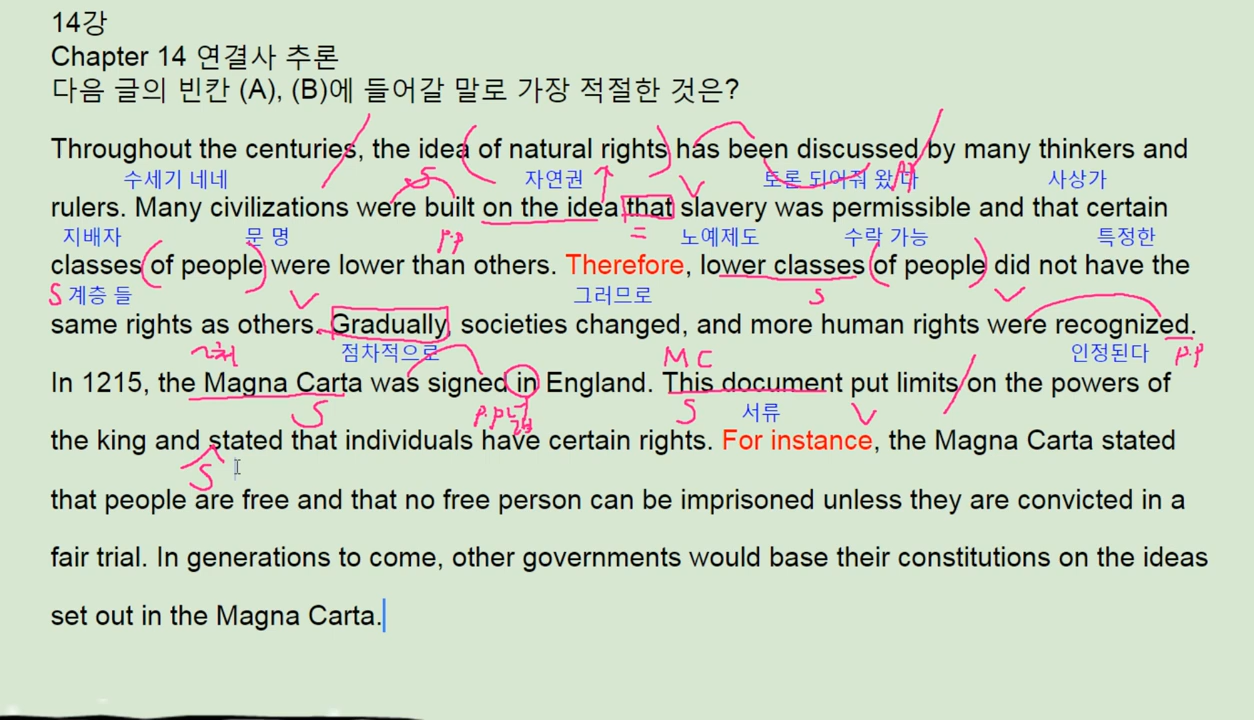 14강
Chapter 14 연결사 추론
다음 글의 빈칸 (A), (B)에 들어갈 말로 가장 적절한 것은?
Throughout the centuries, the idea of natural rights has been discussed by many thinkers and
수세기 네네 자연권 토론 되어져 왔다 사상가
rulers. Many civilizations were built on the idea that slavery was permissible and that certain
지배자 문 명 p.p = 노예제도 수락 가능 특정한
classes of people were lower than others. Therefore, lower classes of people did not have the
S 계층 들 V 그러므로 S V
same rights as others. Gradually, societies changed, and more human rights were recognized.
점차적으로 MC 인정된다 p.p
In 1215, the Magna Carta was signed in England. This document put limits on the powers of
S p.p S 서류 V
the king and stated that individuals have certain rights. For instance, the Magna Carta stated
S
that people are free and that no free person can be imprisoned unless they are convicted in a
fair trial. In generations to come, other governments would base their constitutions on the ideas
set out in the Magna Carta.